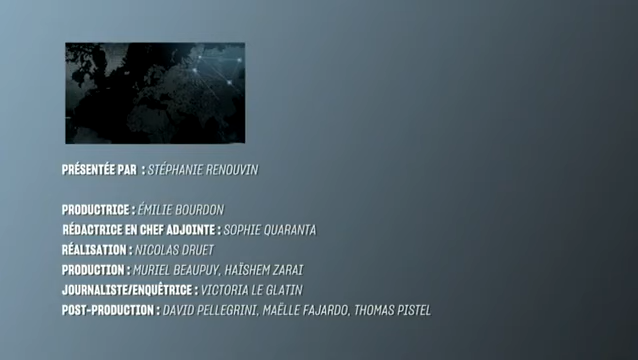 PRÉSENTÉE PAR : STÉPHANIE RENOUVIN
PRODUCTRICE : ÉMILIE BOURDON
RÉDACTRICE EN CHEF ADJOINTE : SOPHIE QUARANTA
RÉALISATION : NICOLAS DRUET
PRODUCTION : MURIEL BEAUPUY, HAÏSHEM ZARAI
JOURNALISTE/ENQUÊTRICE : VICTORIA LE GLATIN
POST-PRODUCTION : DAVID PELLEGRINI, MAËLLE FAJARDO, THOMAS PISTEL